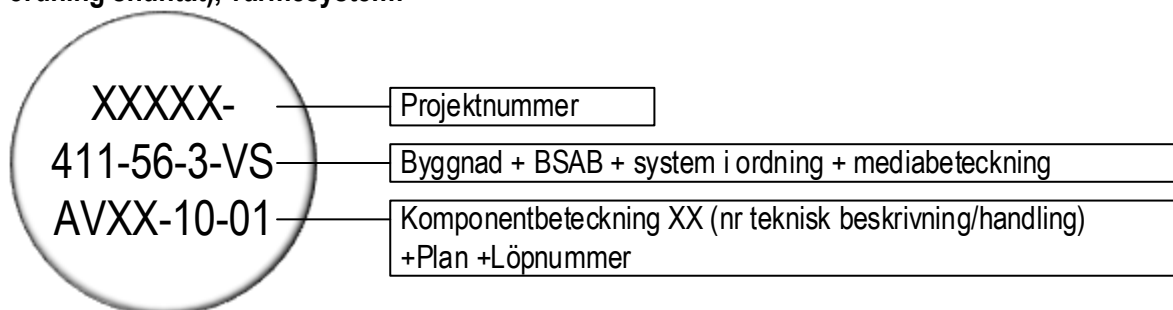 XXXXX-
Projektnummer
411-56-3-VS
Byggnad + BSAB + system i ordning + mediabeteckning
AVXX-10-01
Komponentbeteckning XX (nr teknisk beskrivning/handling)
+Plan +Löpnummer